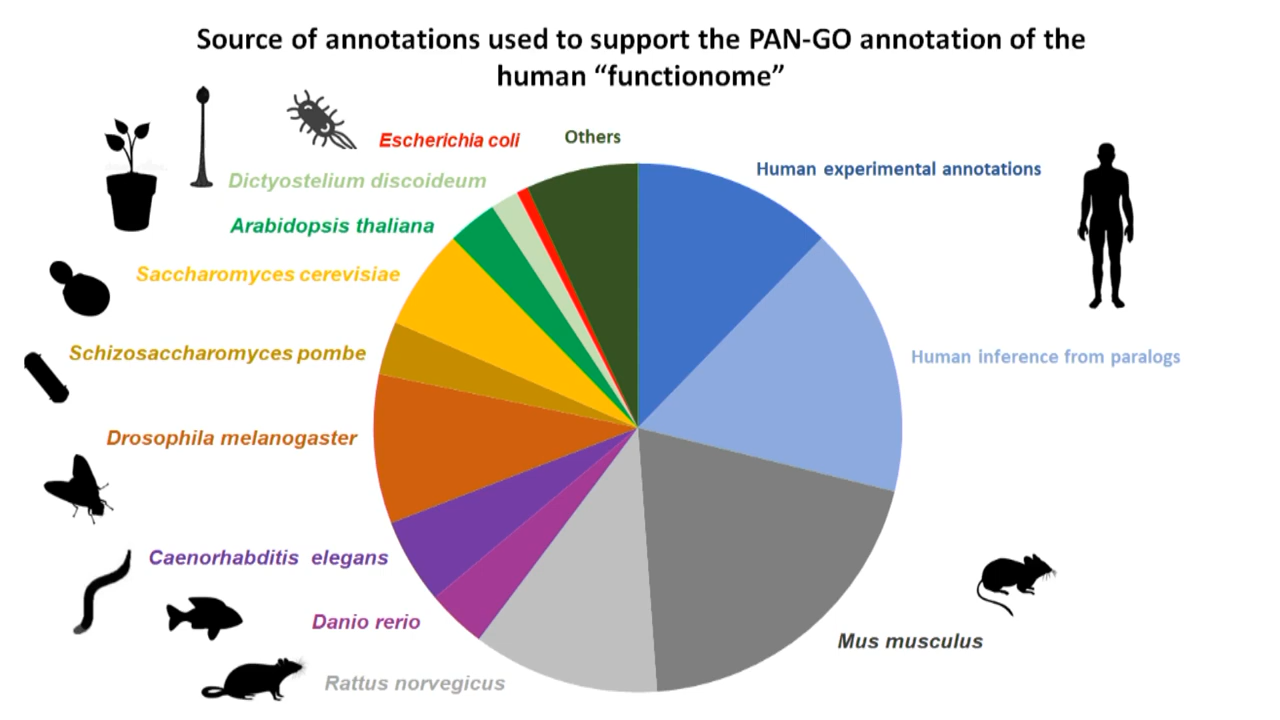 Source of annotations used to support the PAN-GO annotation of the
human “functionome”
Escherichia coli
Others
Human experimental annotations
Dictyostelium discoideum
Arabidopsis thaliana
Saccharomyces cerevisiae
Schizosaccharomyces pombe
Human inference from paralogs
Drosophila melanogaster
Caenorhabditis elegans
Danio rerio
Mus musculus
Rattus norvegicus